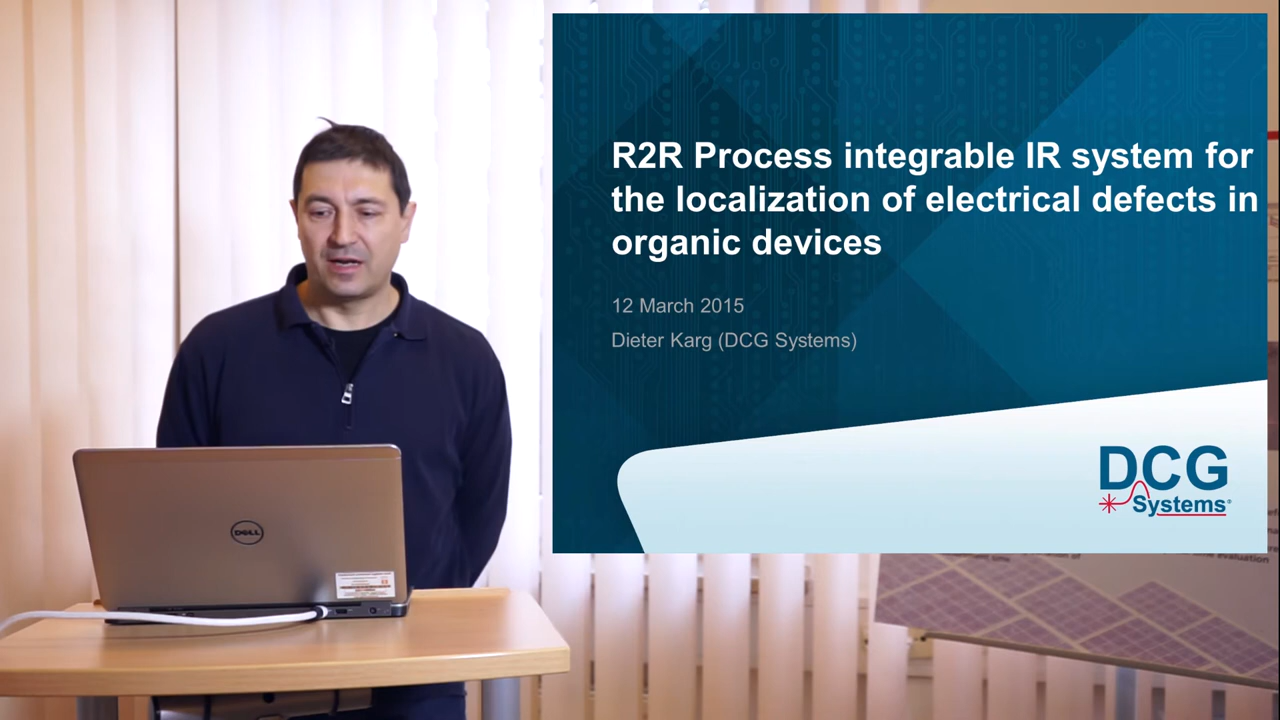 R2R Process integrable IR system for
the localization of electrical defects in
organic devices
12 March 2015
Dieter Karg (DCG Systems)
DCG
Systems®
DELL
evaluation